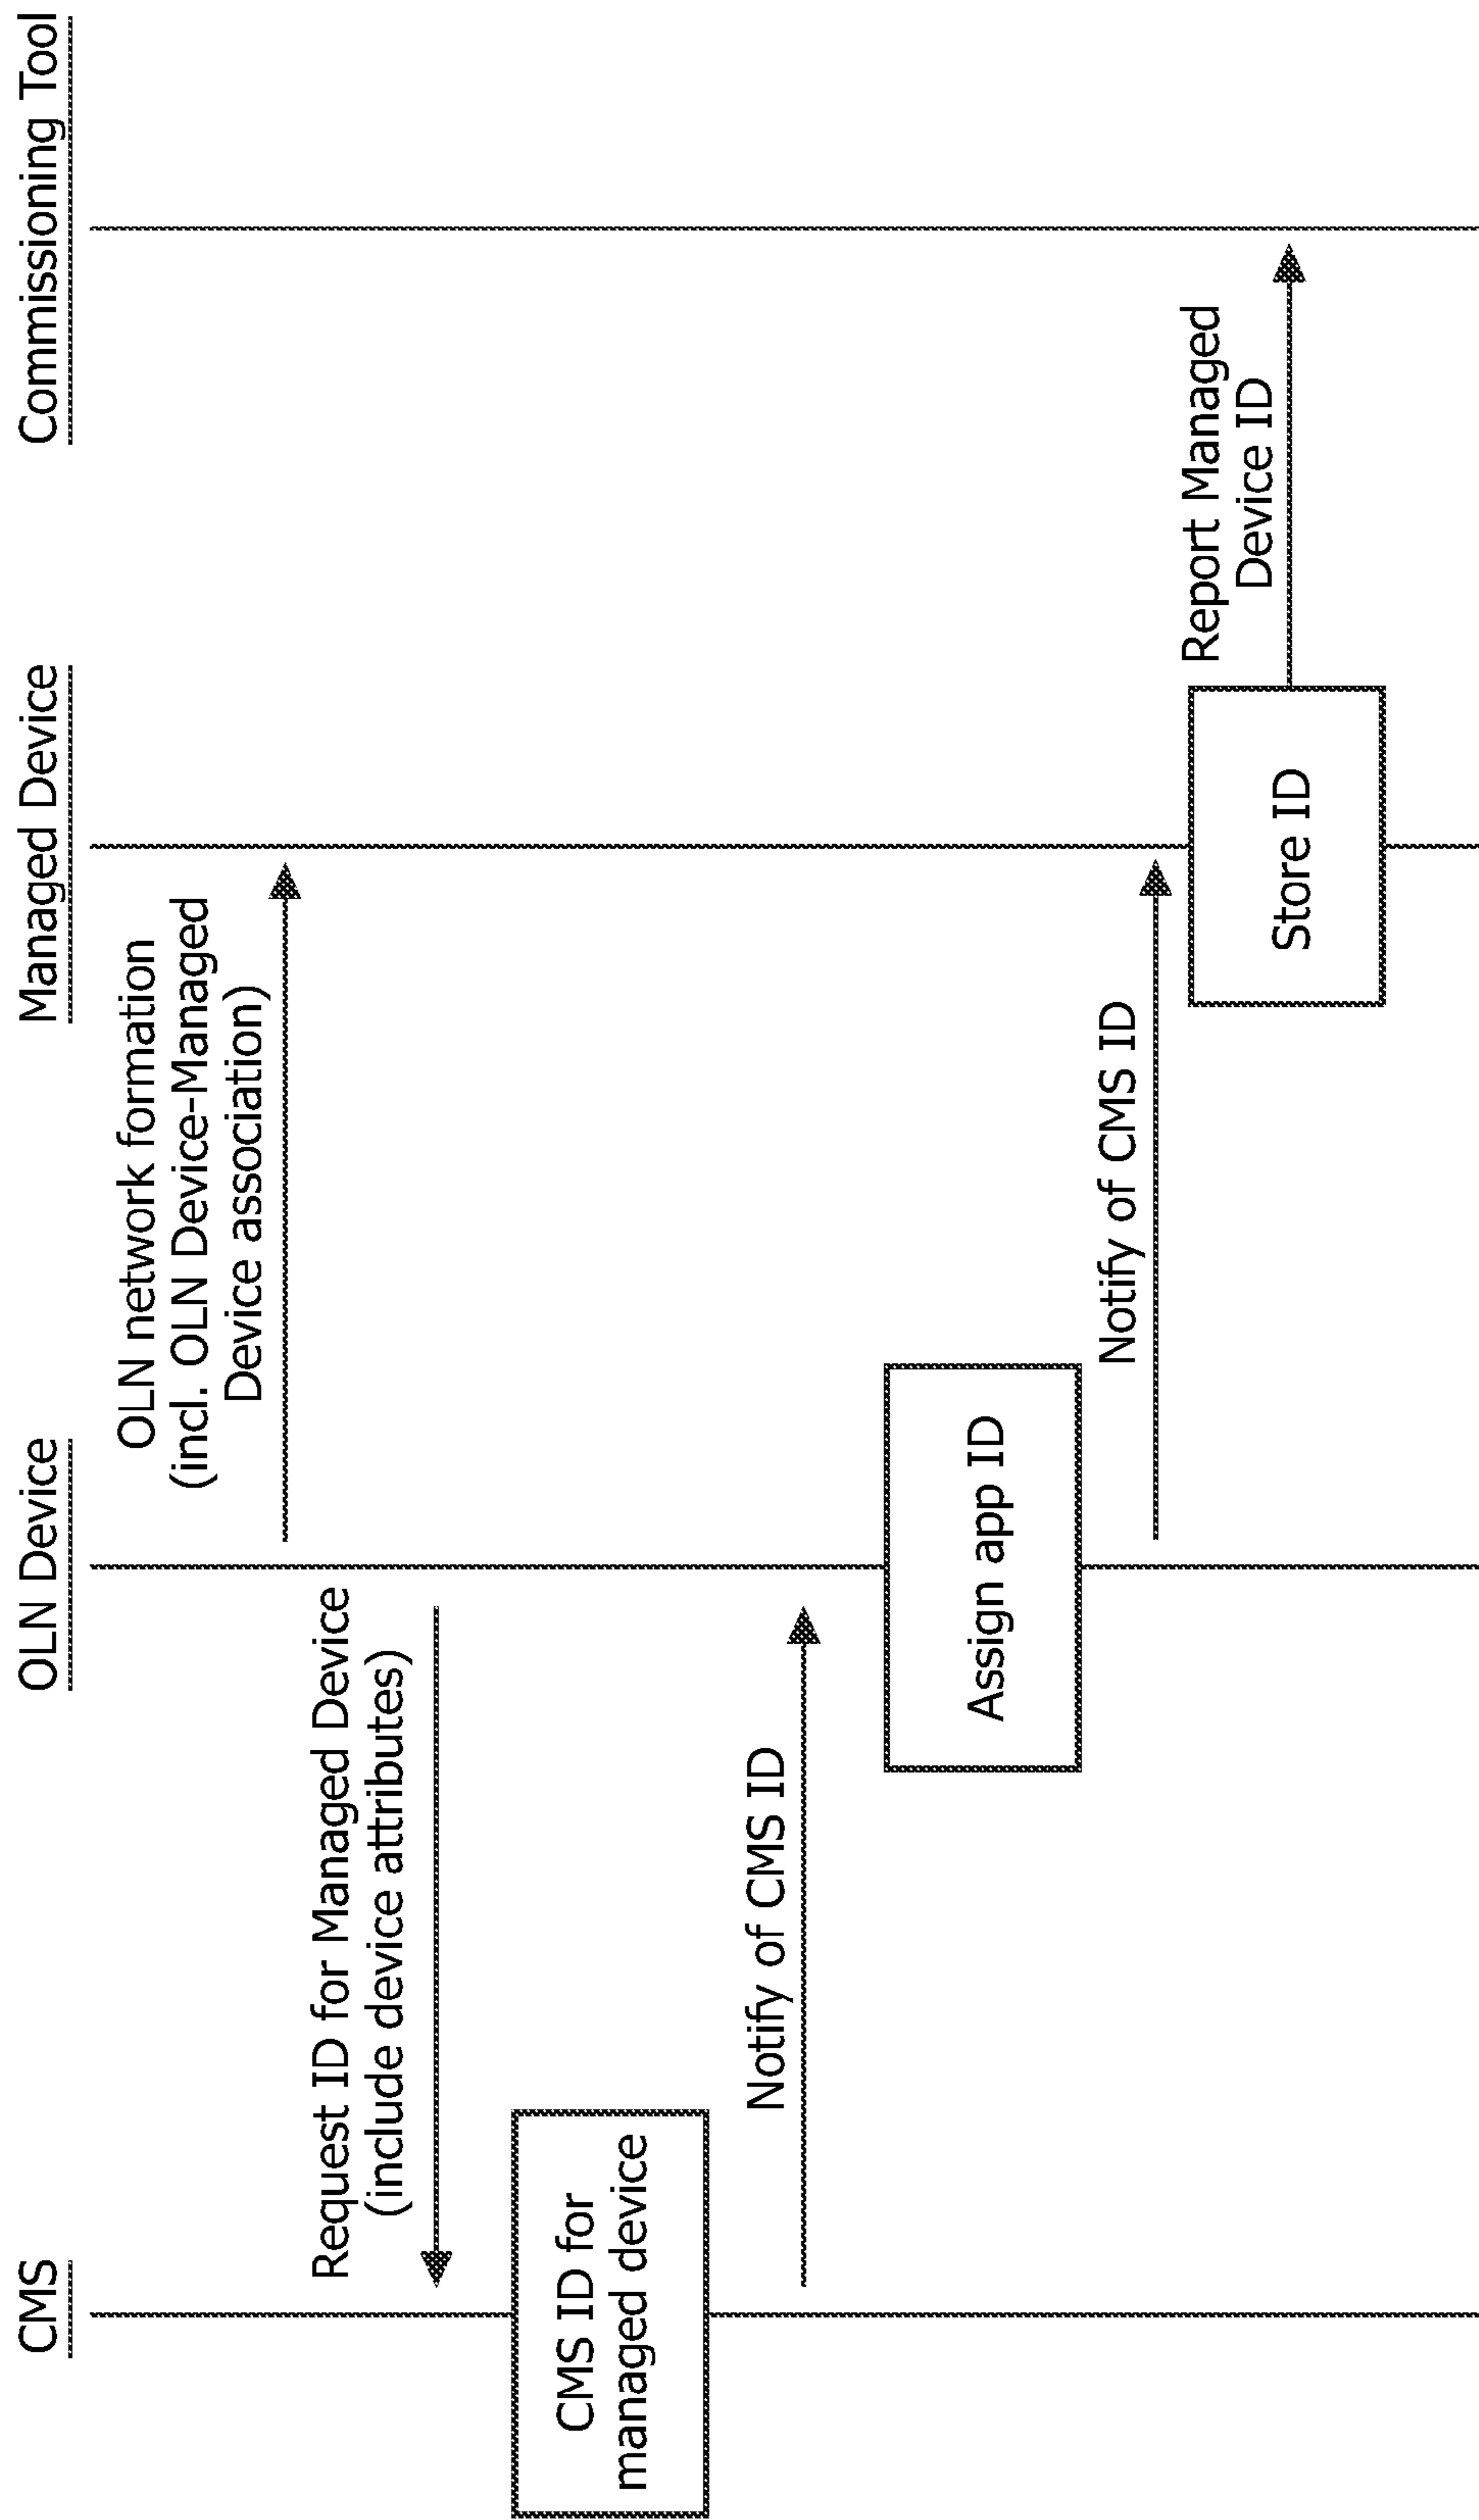 CMS
OLN Device
Managed Device
Commissioning Tool
OLN network formation
(incl. OLN Device-Managed
Device association)
Request ID for Managed Device
(include device attributes)
CMS ID for
managed device
Notify of CMS ID
Assign app ID
Notify of CMS ID
Store ID
Report Managed
Device ID